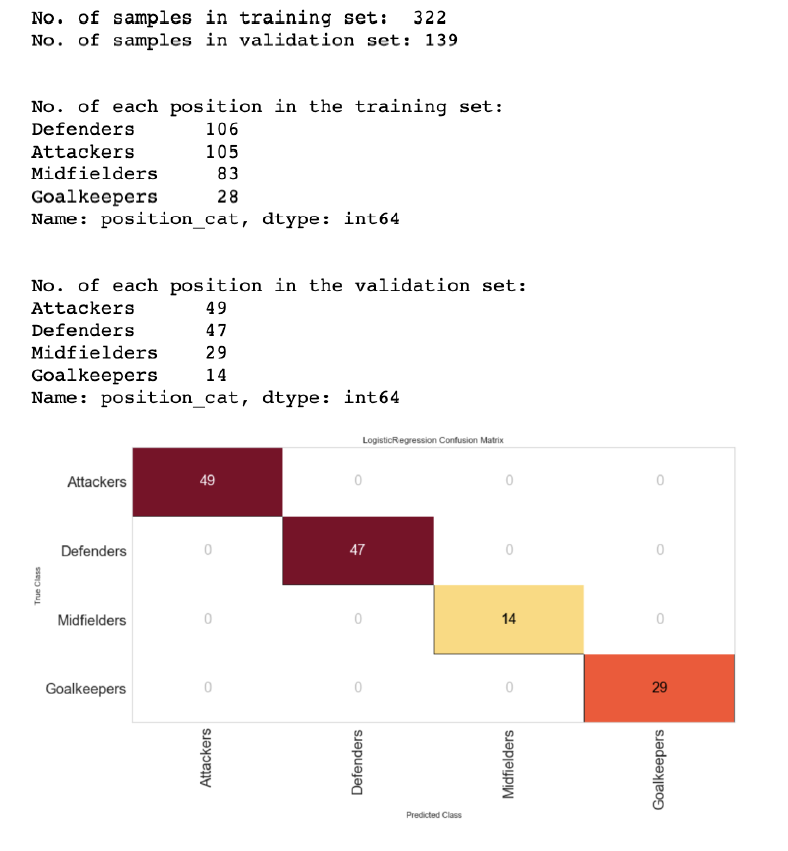 No. of samples in training set:  322
No. of samples in validation set: 139
No. of each position in the training set:
Defenders      106
Attackers      105
Midfielders     83
Goalkeepers     28
Name: position_cat, dtype: int64
No. of each position in the validation set:
Attackers      49
Defenders      47
Midfielders    29
Goalkeepers    14
Name: position_cat, dtype: int64
LogisticRegression Confusion Matrix
Attackers 49 0 0 0
Defenders 0 47 0 0
True Class
Midfielders 0 0 14 0
Goalkeepers 0 0 0 29
Attackers Defenders Midfielders Goalkeepers
Predicted Class